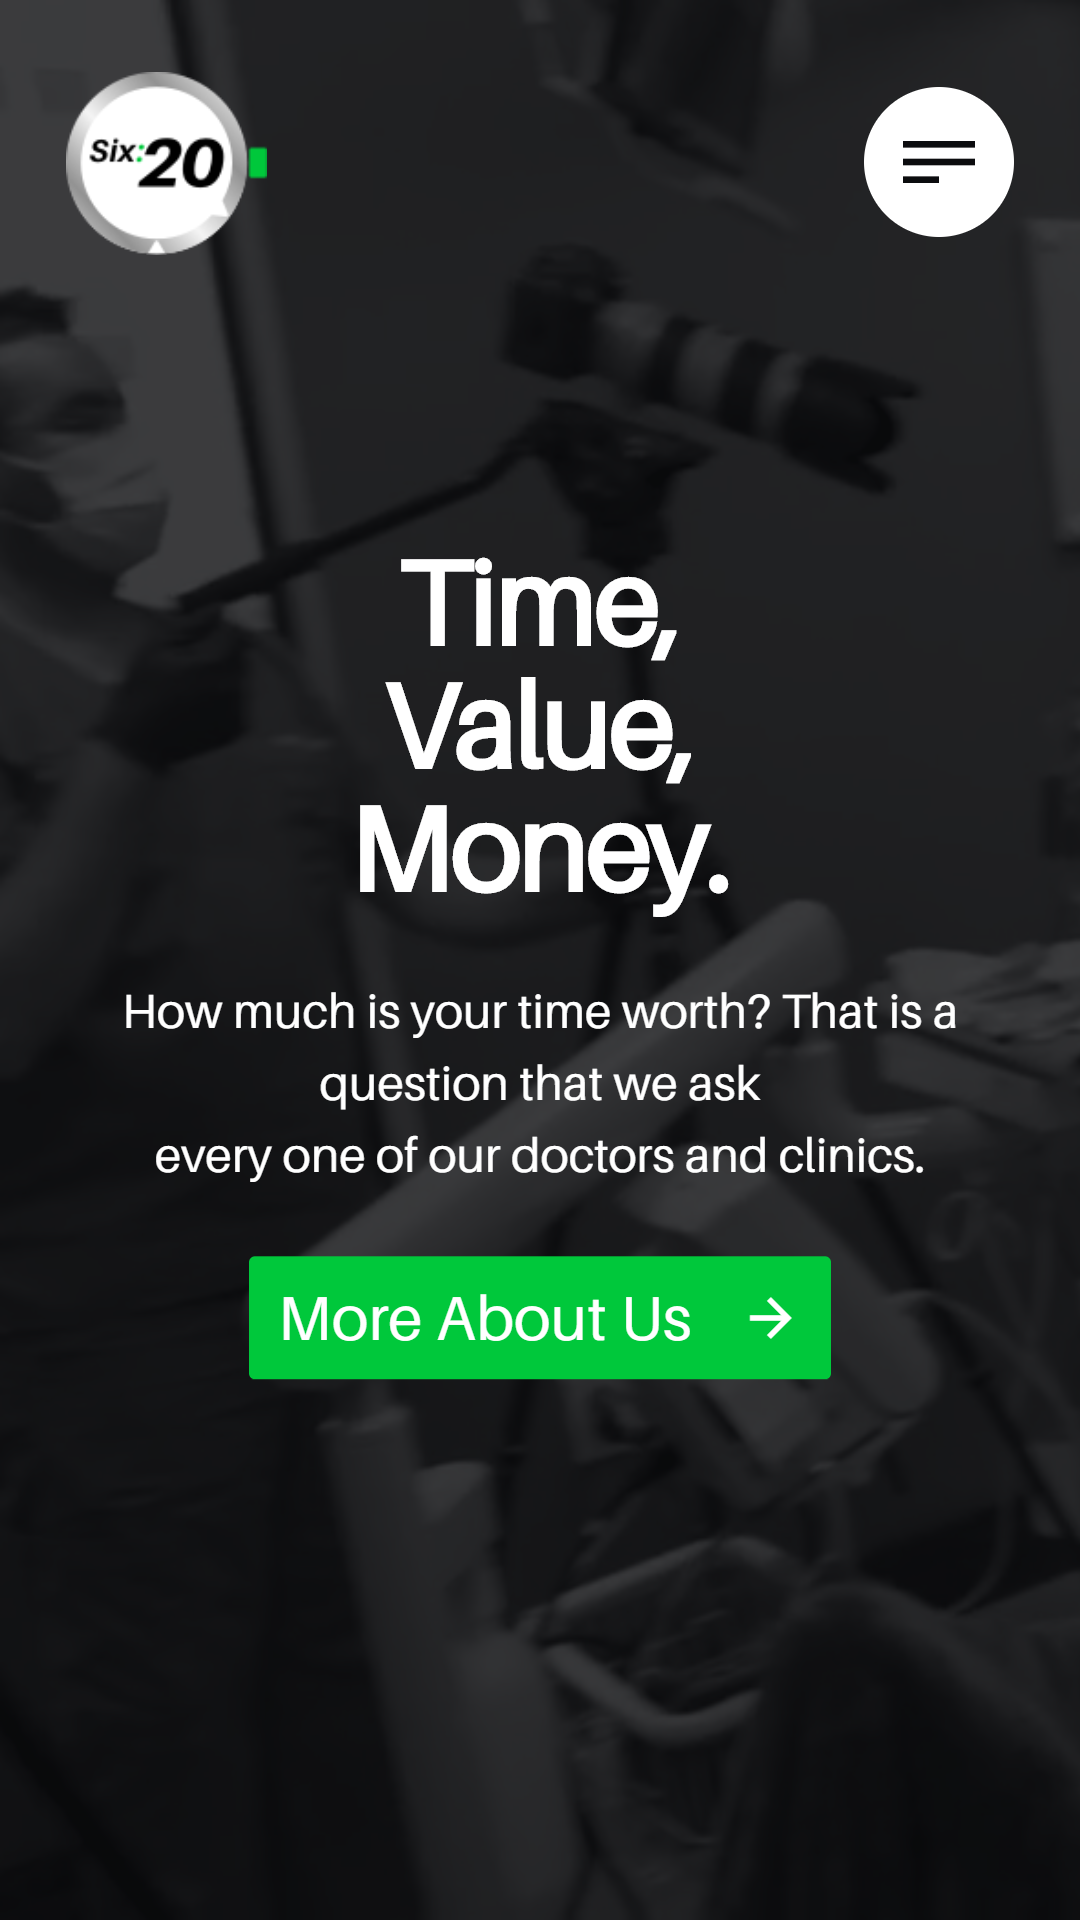 Six:20
Time,
Value,
Money.
How much is your time worth? That is a
question that we ask
every one of our doctors and clinics.
More About Us